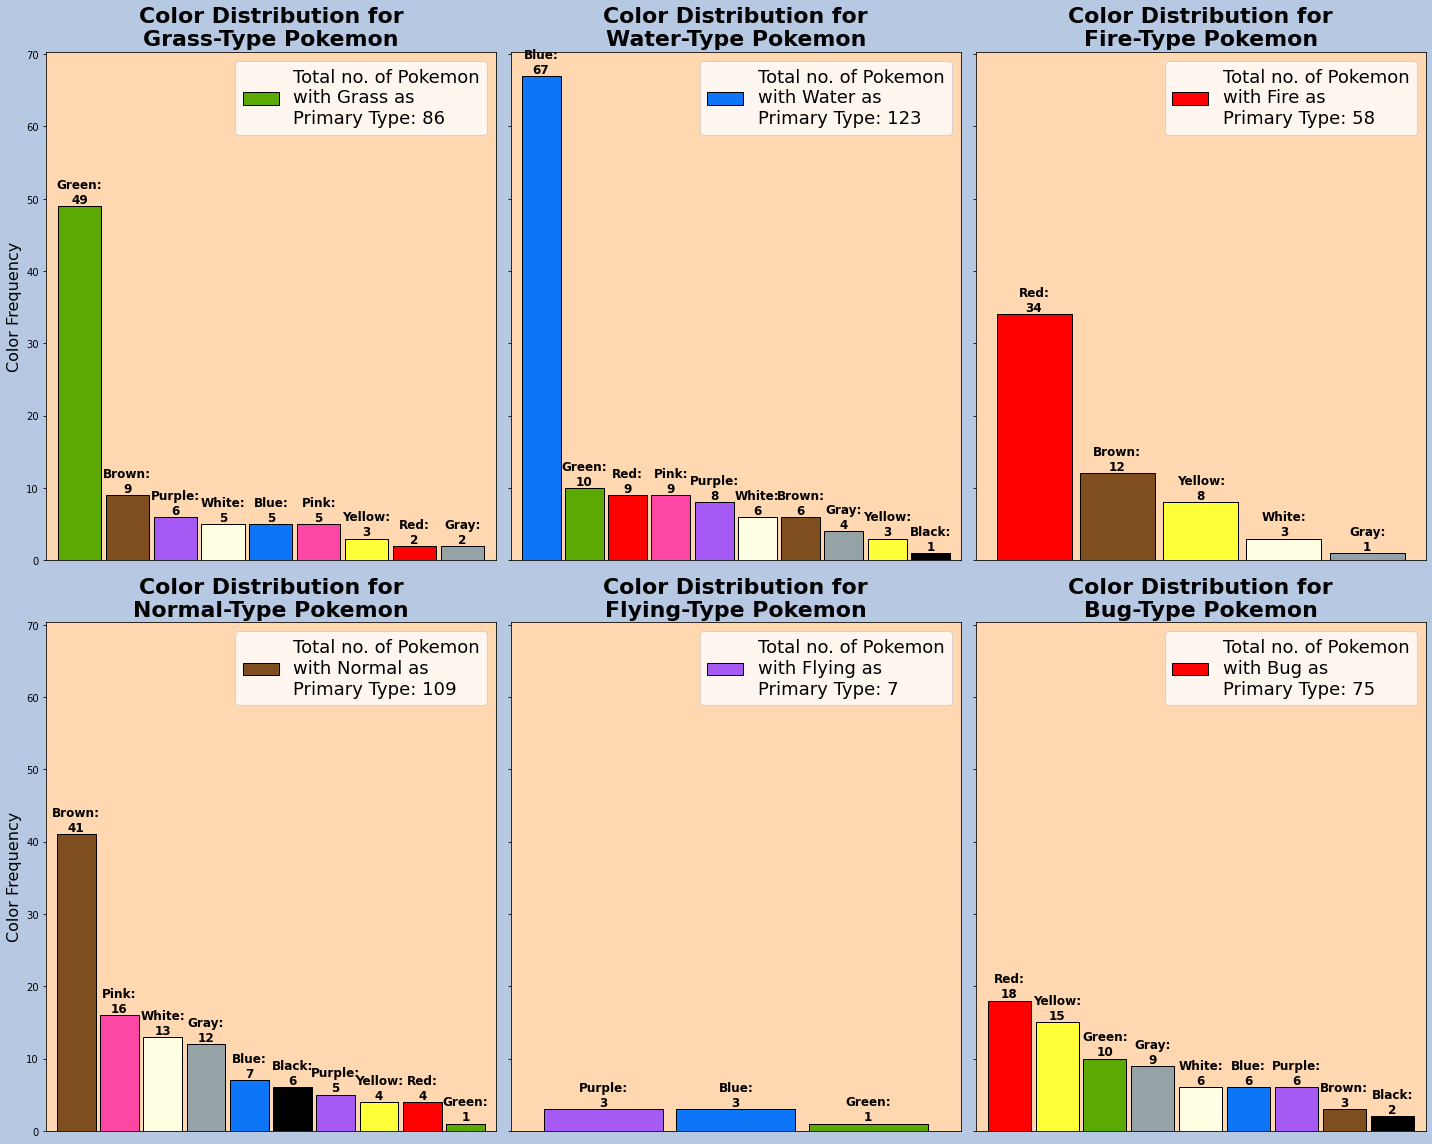 Color Distribution for
Grass-Type Pokemon
Color Distribution for
Water-Type Pokemon
Color Distribution for
Fire-Type Pokemon
Color Frequency
70
60
50
40
30
20
10
0
Total no. of Pokemon
with Grass as
Primary Type: 86
Green:
49
Brown:
9
Purple:
6
White:
5
Blue:
5
Pink:
5
Yellow:
3
Red:
2
Gray:
2
Total no. of Pokemon
with Water as
Primary Type: 123
Blue:
67
Green:
10
Red:
9
Pink:
9
Purple:
8
White:
6
Brown:
6
Gray:
4
Yellow:
3
Black:
1
Total no. of Pokemon
with Fire as
Primary Type: 58
Red:
34
Brown:
12
Yellow:
8
White:
3
Gray:
1
Color Distribution for
Normal-Type Pokemon
Color Distribution for
Flying-Type Pokemon
Color Distribution for
Bug-Type Pokemon
Color Frequency
70
60
50
40
30
20
10
0
Total no. of Pokemon
with Normal as
Primary Type: 109
Brown:
41
Pink:
16
White:
13
Gray:
12
Blue:
7
Black:
6
Purple:
5
Yellow:
4
Red:
4
Green:
1
Total no. of Pokemon
with Flying as
Primary Type: 7
Purple:
3
Blue:
3
Green:
1
Total no. of Pokemon
with Bug as
Primary Type: 75
Red:
18
Yellow:
15
Green:
10
Gray:
9
White:
6
Blue:
6
Purple:
6
Brown:
3
Black:
2